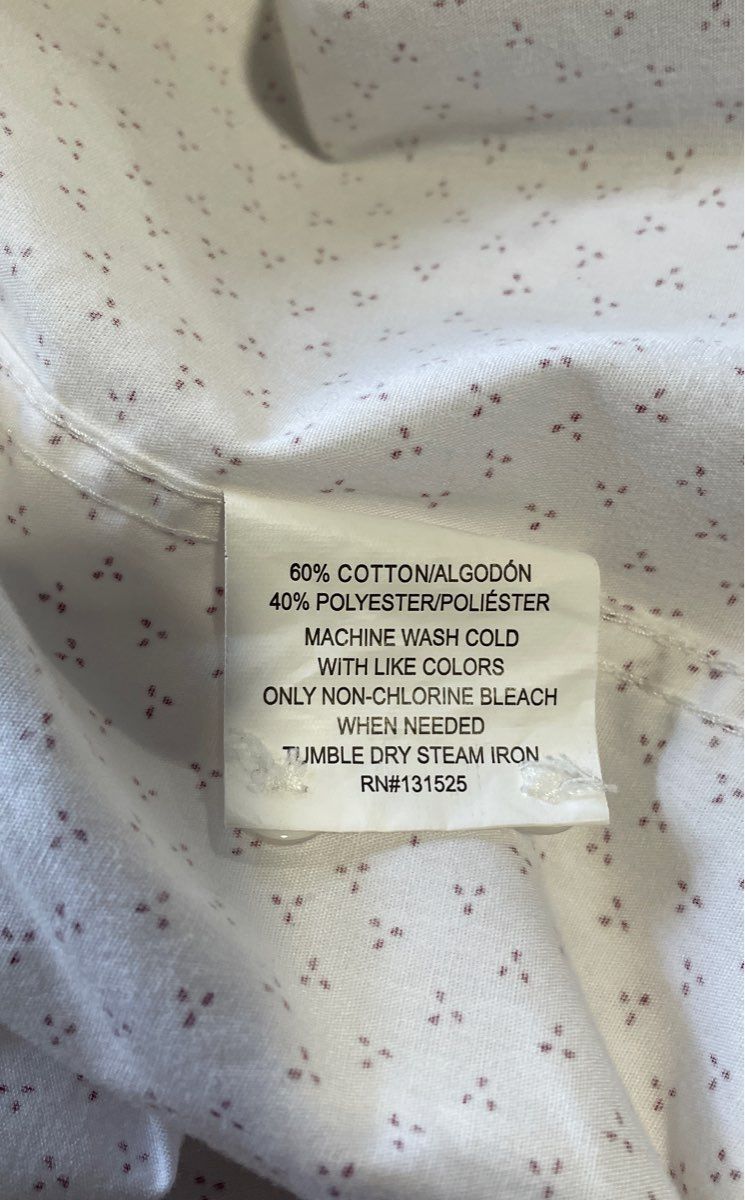 60% COTTON/ALGODÓN
40% POLYESTER/POLIÉSTER
MACHINE WASH COLD
WITH LIKE COLORS
ONLY NON-CHLORINE BLEACH
WHEN NEEDED
TUMBLE DRY STEAM IRON
RN#131525